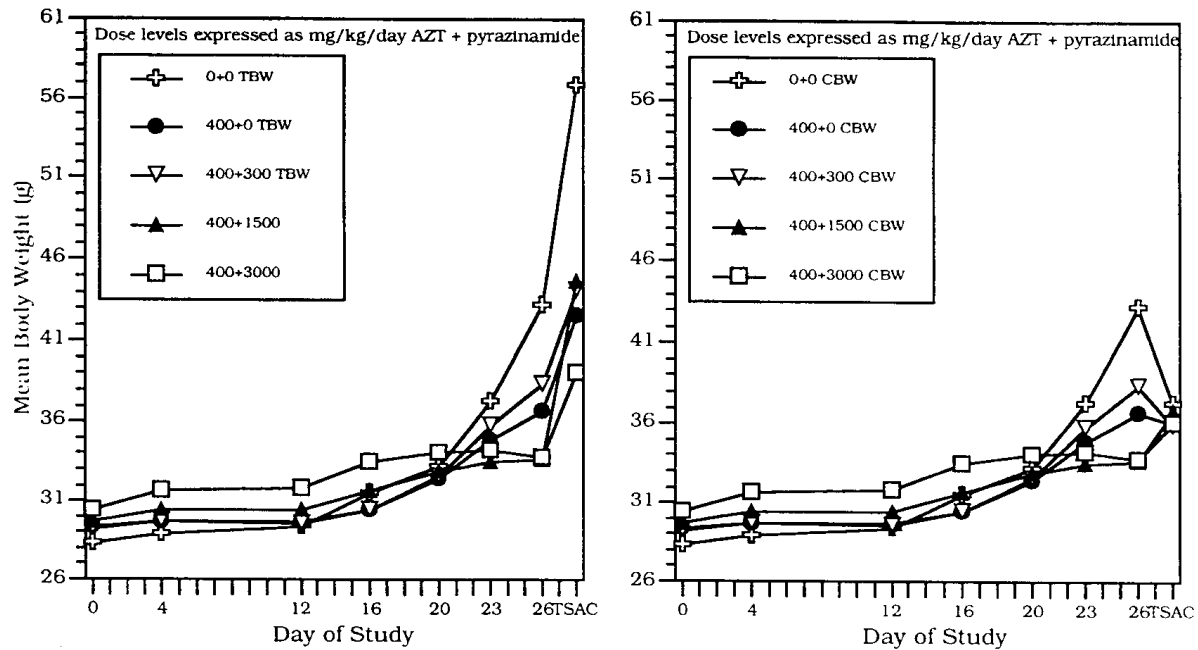 Dose levels expressed as mg/kg/day AZT + pyrazinamide
0+0 TBW
400+0 TBW
400+300 TBW
400+1500
400+3000
61
56
51
46
41
36
31
26
Mean Body Weight (g)
0 4 12 16 20 23 26 TSAC
Day of Study
Dose levels expressed as mg/kg/day AZT + pyrazinamide
0+0 CBW
400+0 CBW
400+300 CBW
400+1500 CBW
400+3000 CBW
61
56
51
46
41
36
31
26
0 4 12 16 20 23 26TSAC
Day of Study